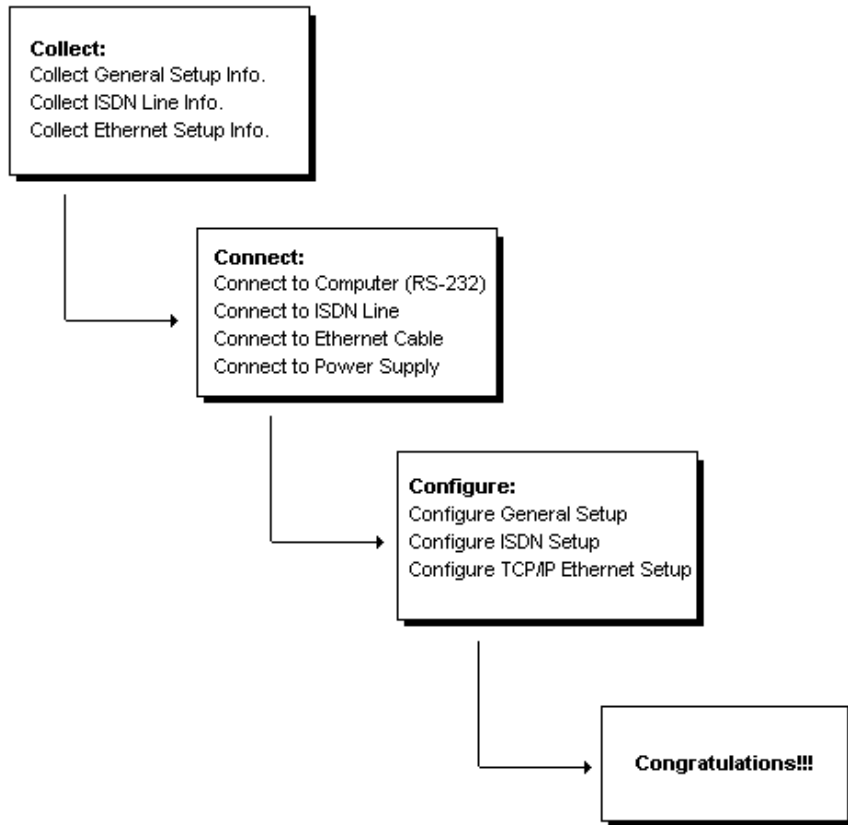 Collect:
Collect General Setup Info.
Collect ISDN Line Info.
Collect Ethernet Setup Info.
Connect:
Connect to Computer (RS-232)
Connect to ISDN Line
Connect to Ethernet Cable
Connect to Power Supply
Configure:
Configure General Setup
Configure ISDN Setup
Configure TCP/IP Ethernet Setup
Congratulations!!!